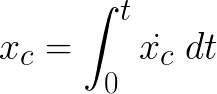 $x_c = \int_0^t \dot{x_c} \; dt$